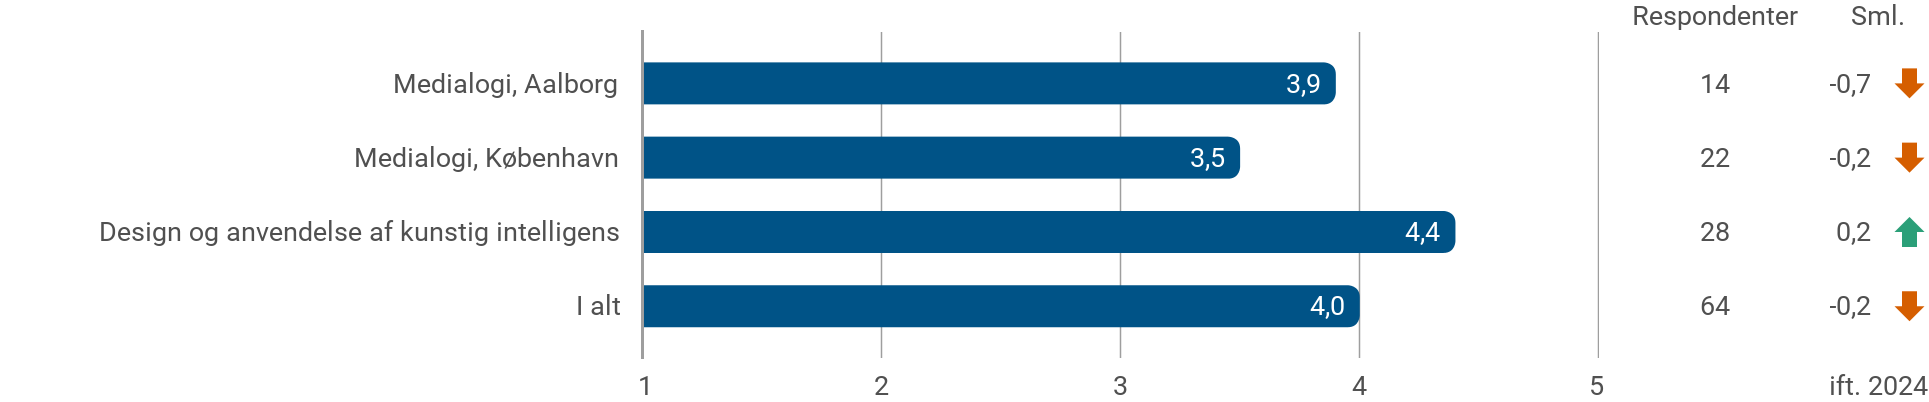 Respondenter Sml.
Medialogi, Aalborg 3,9 14 -0,7
Medialogi, København 3,5 22 -0,2
Design og anvendelse af kunstig intelligens 4,4 28 0,2
I alt 4,0 64 -0,2
1 2 3 4 5 ift. 2024